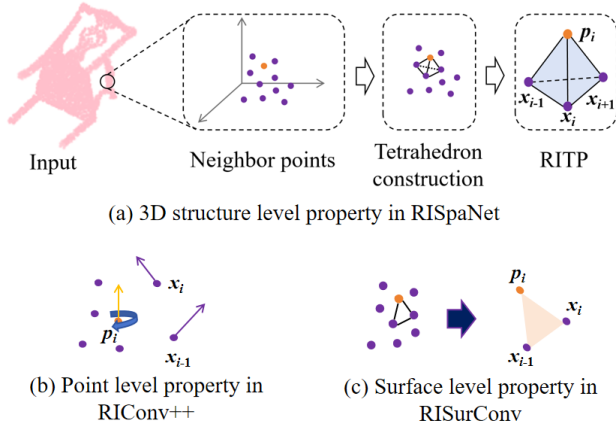 p_i
x_{i-1}
x_{i+1}
x_i
Input
Neighbor points
Tetrahedron
construction
RITP
(a) 3D structure level property in RISpaNet
x_i
p_i
x_{i-1}
(b) Point level property in
RIConv++
p_i
x_i
x_{i-1}
(c) Surface level property in
RISurConv